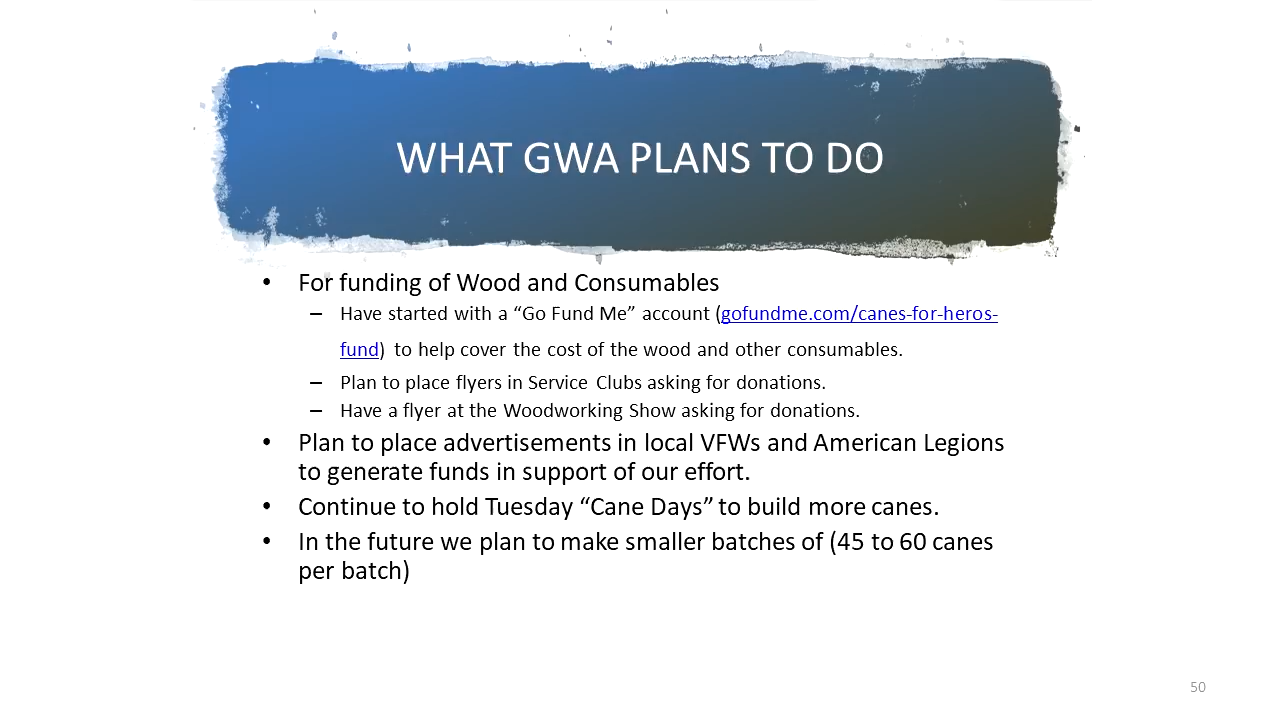 WHAT GWA PLANS TO DO
• For funding of Wood and Consumables
– Have started with a “Go Fund Me” account (gofundme.com/canes-for-heros-
fund) to help cover the cost of the wood and other consumables.
– Plan to place flyers in Service Clubs asking for donations.
– Have a flyer at the Woodworking Show asking for donations.
• Plan to place advertisements in local VFWs and American Legions
to generate funds in support of our effort.
• Continue to hold Tuesday “Cane Days” to build more canes.
• In the future we plan to make smaller batches of (45 to 60 canes
per batch)
50